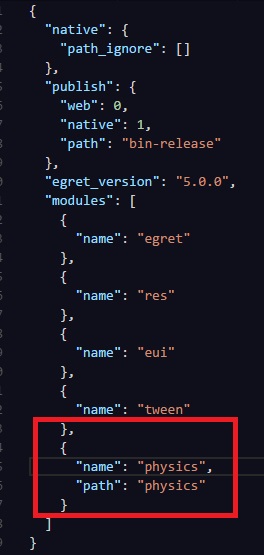 {
"native": {
"path_ignore": []
},
"publish": {
"web": 0,
"native": 1,
"path": "bin-release"
},
"egret_version": "5.0.0",
"modules": [
{
"name": "egret"
},
{
"name": "res"
},
{
"name": "eui"
},
{
"name": "tween"
},
{
"name": "physics",
"path": "physics"
}
]
}